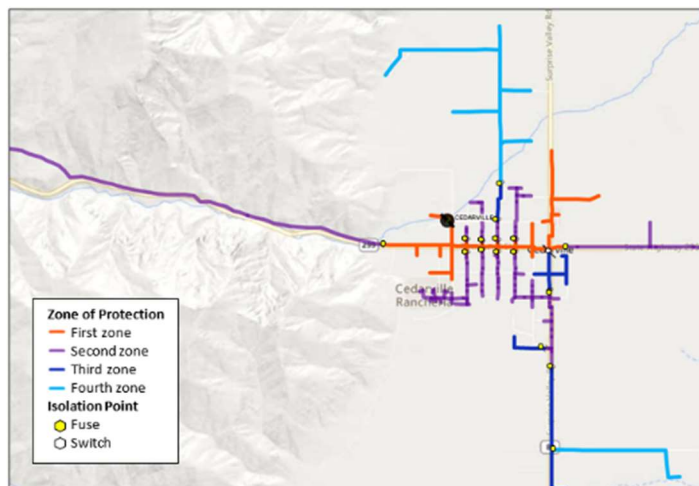 Surprise Valley Rd
CEDARVILLE
299
Cedarville
Rancheria
Zone of Protection
First zone
Second zone
Third zone
Fourth zone
Isolation Point
Fuse
Switch